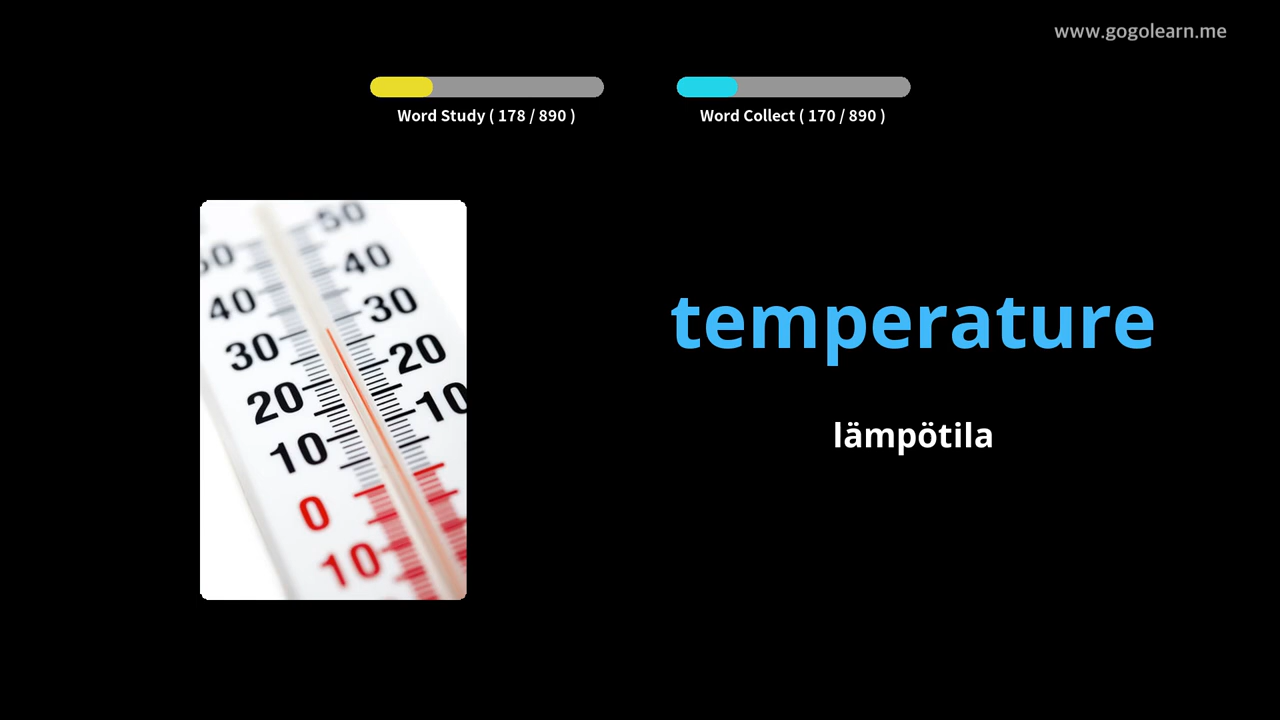 www.gogolearn.me
Word Study ( 178 / 890 )
Word Collect ( 170 / 890 )
temperature
lämpötila
50
40
30
20
10
40
30
20
10
0
10